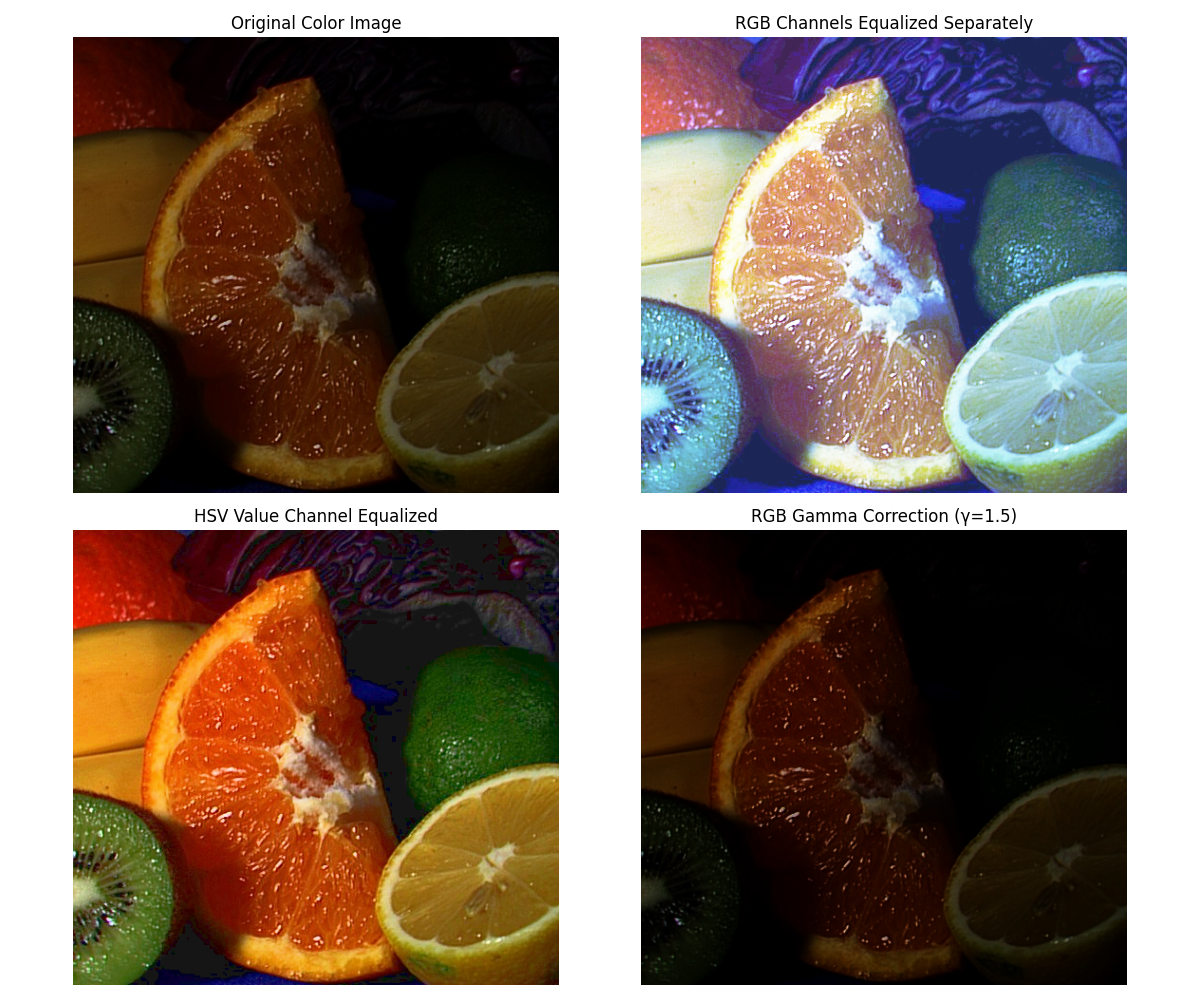 Original Color Image
RGB Channels Equalized Separately
HSV Value Channel Equalized
RGB Gamma Correction (γ=1.5)